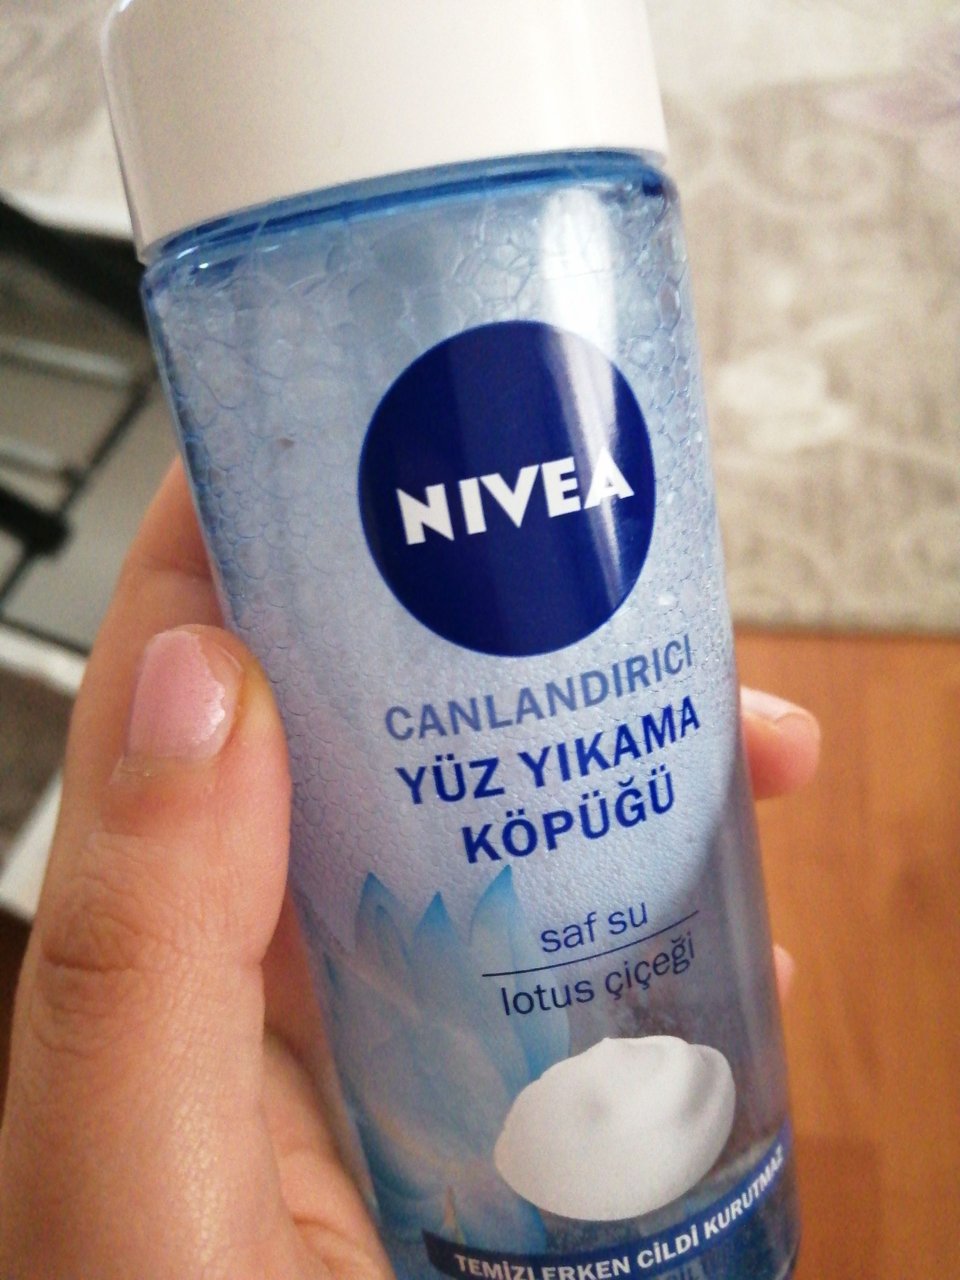 NIVEA
CANLANDIRICI
YÜZ YIKAMA
KÖPÜĞÜ
saf su
lotus çiçeği
TEMİZLERKEN CİLDİ KURUTMAZ